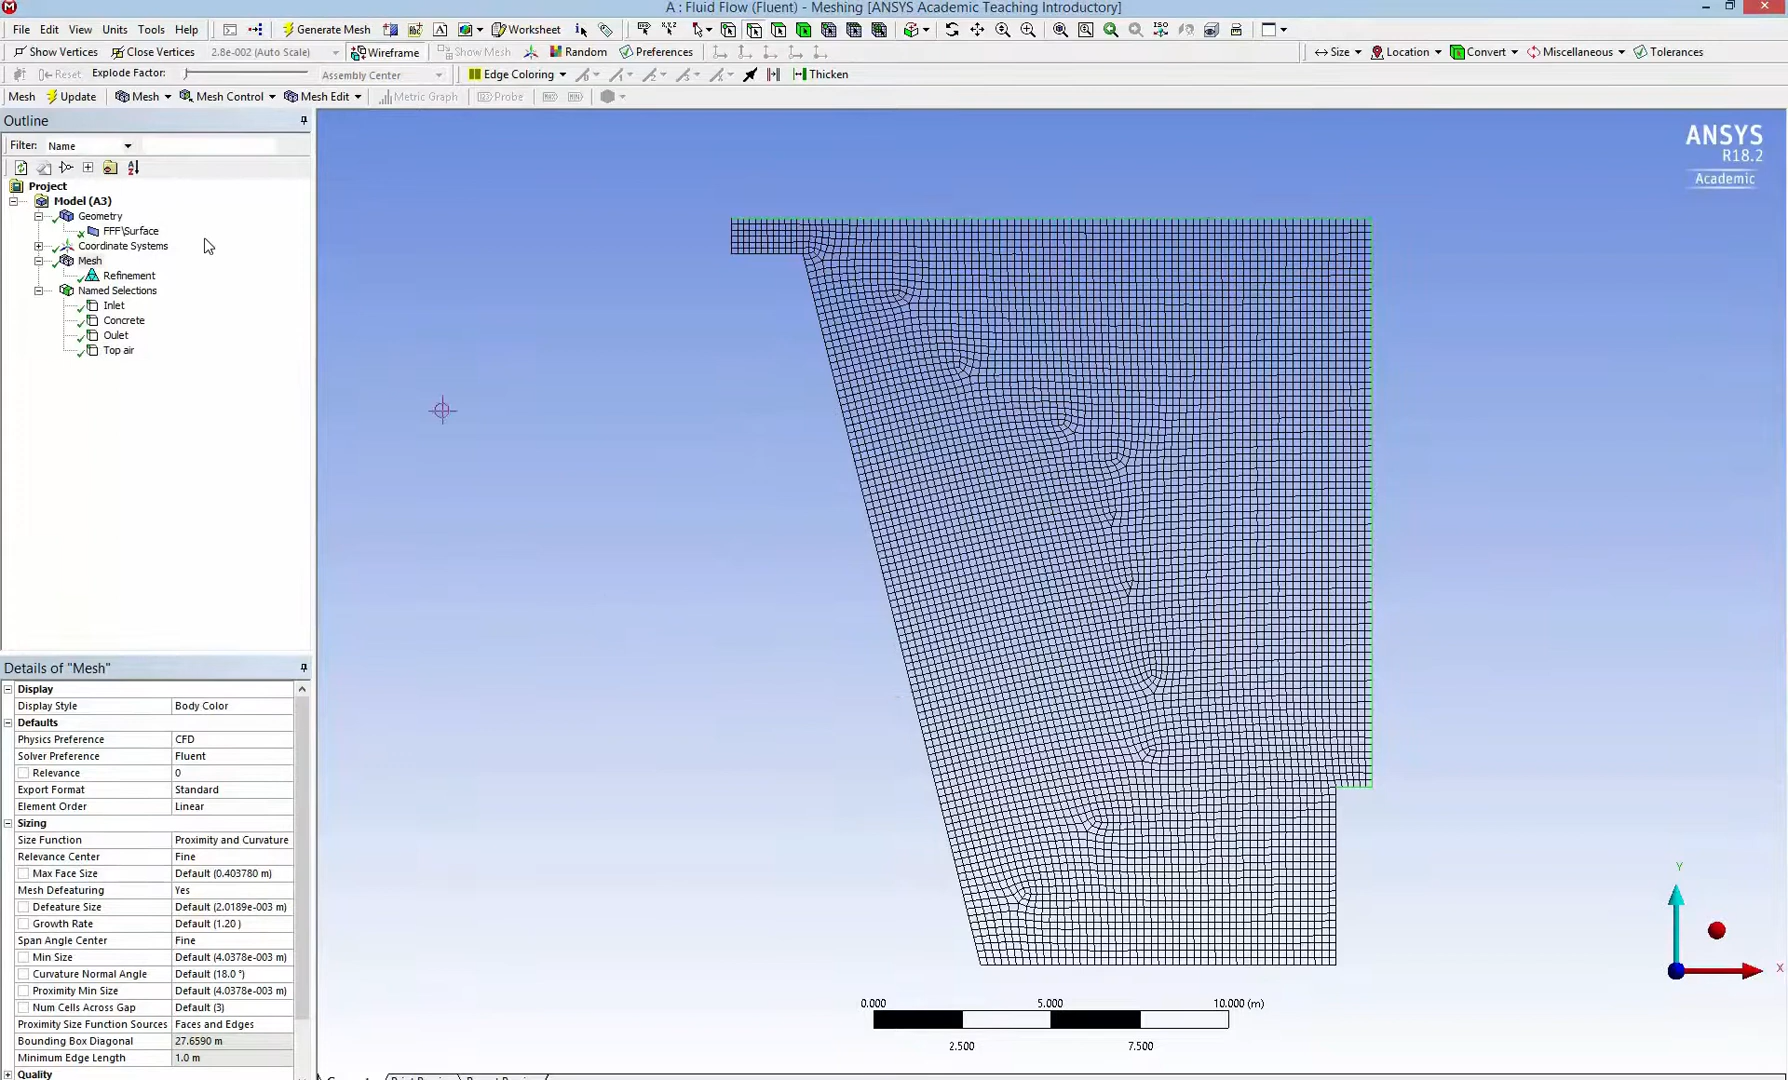 A : Fluid Flow (Fluent) - Meshing [ANSYS Academic Teaching Introductory]
File Edit View Units Tools Help Generate Mesh Worksheet
Show Vertices Close Vertices 2.8e-002 (Auto Scale) Wireframe Show Mesh Random Preferences Size Location Convert Miscellaneous Tolerances
Reset Explode Factor: Assembly Center Edge Coloring Thicken
Mesh Update Mesh Mesh Control Mesh Edit Metric Graph Probe
Outline
Filter: Name
Project
Model (A3)
Geometry
FFF\Surface
Coordinate Systems
Mesh
Refinement
Named Selections
Inlet
Concrete
Oulet
Top air
ANSYS
R18.2
Academic
Details of "Mesh"
Display
Display Style Body Color
Defaults
Physics Preference CFD
Solver Preference Fluent
Relevance 0
Export Format Standard
Element Order Linear
Sizing
Size Function Proximity and Curvature
Relevance Center Fine
Max Face Size Default (0.403780 m)
Mesh Defeaturing Yes
Defeature Size Default (2.0189e-003 m)
Growth Rate Default (1.20 )
Span Angle Center Fine
Min Size Default (4.0378e-003 m)
Curvature Normal Angle Default (18.0 °)
Proximity Min Size Default (4.0378e-003 m)
Num Cells Across Gap Default (3)
Proximity Size Function Sources Faces and Edges
Bounding Box Diagonal 27.6590 m
Minimum Edge Length 1.0 m
Quality
0.000 5.000 10.000 (m)
2.500 7.500
Y
X